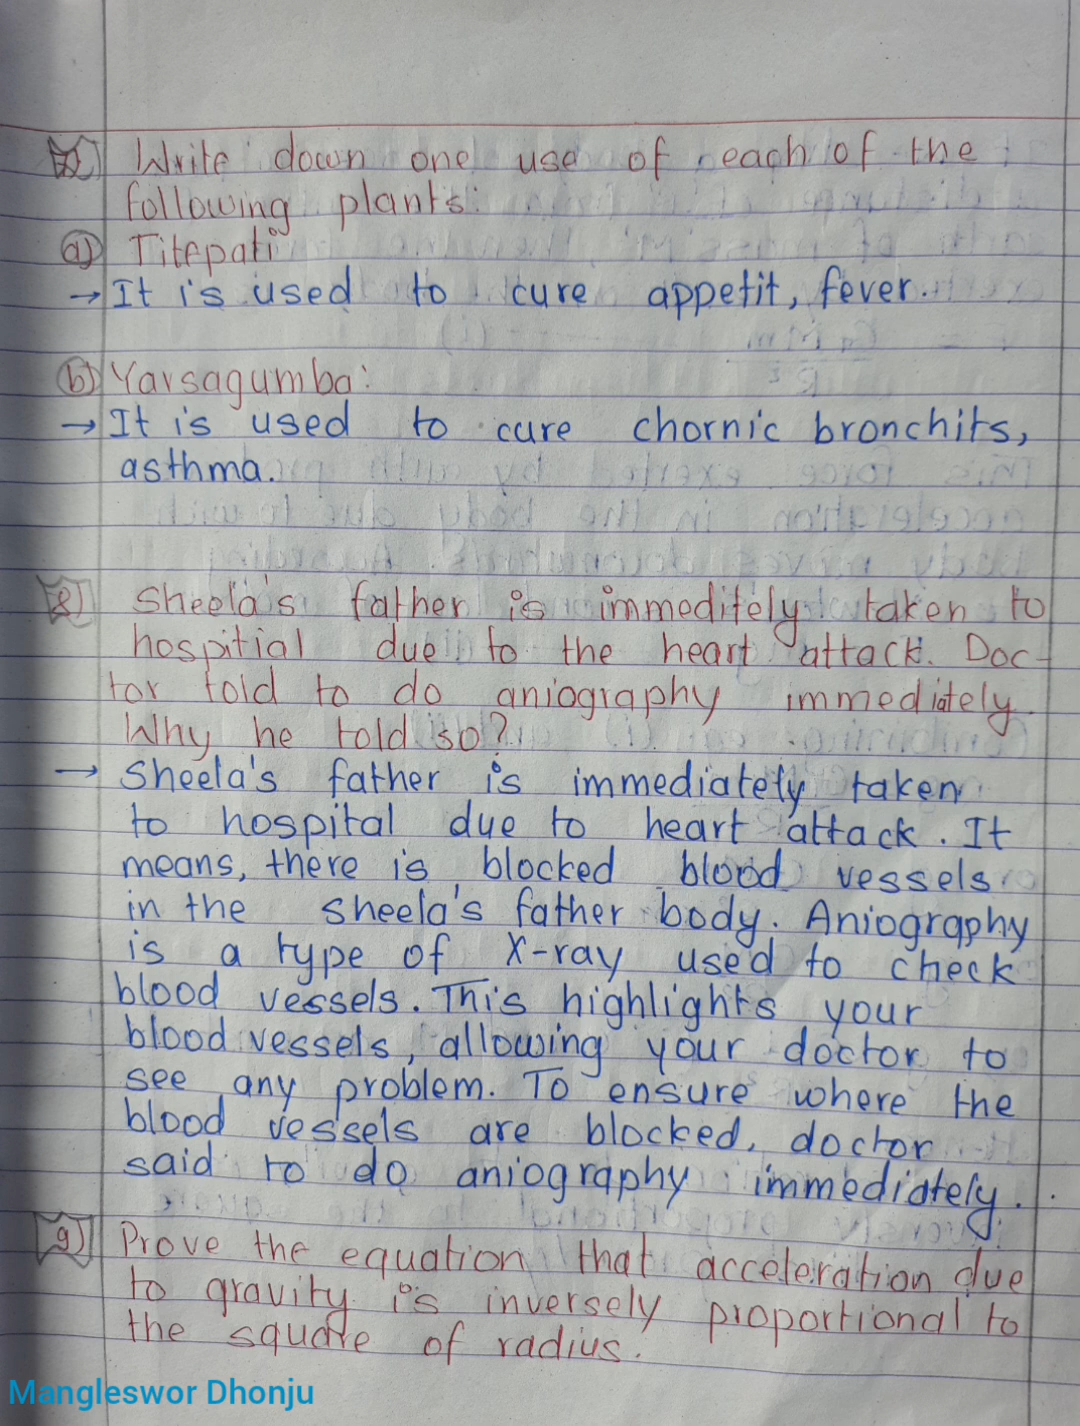 7) Write down one use of each of the
following plants:
a) Titepati
→ It is used to cure appetit, fever.
b) Yarsagumba:
→ It is used to cure chornic bronchits,
asthma.
8) Sheela's father is immeditely taken to
hospitial due to the heart attack. Doc-
tor told to do aniography immediately.
Why he told so?
→ Sheela's father is immediately taken
to hospital due to heart attack. It
means, there is blocked blood vessels
in the sheela's father body. Aniography
is a type of X-ray used to check
blood vessels. This highlights your
blood vessels, allowing your doctor to
see any problem. To ensure where the
blood vessels are blocked, doctor
said to do aniography immediately.
9) Prove the equation that acceleration due
to gravity is inversely proportional to
the square of radius.
Mangleswor Dhonju